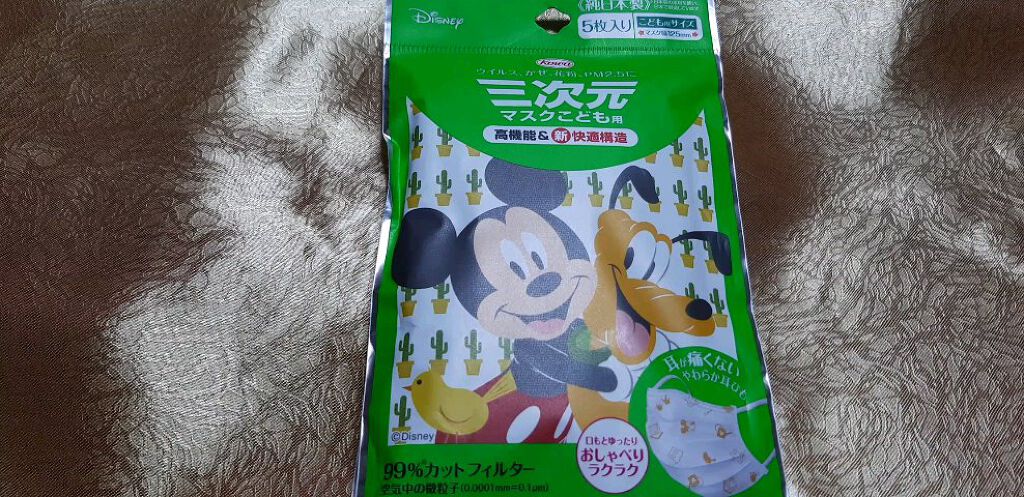 Disney
《純日本製》
5枚入り
こども用サイズ
マスク幅125mm
Kowa
ウイルス、かぜ、花粉、PM2.5に
三次元
マスクこども用
高機能&新快適構造
耳が痛くない
やわらか耳ひも
口もとゆったり
おしゃべり
ラクラク
©Disney
99%カットフィルター
空気中の微粒子(0.0001mm=0.1μm)